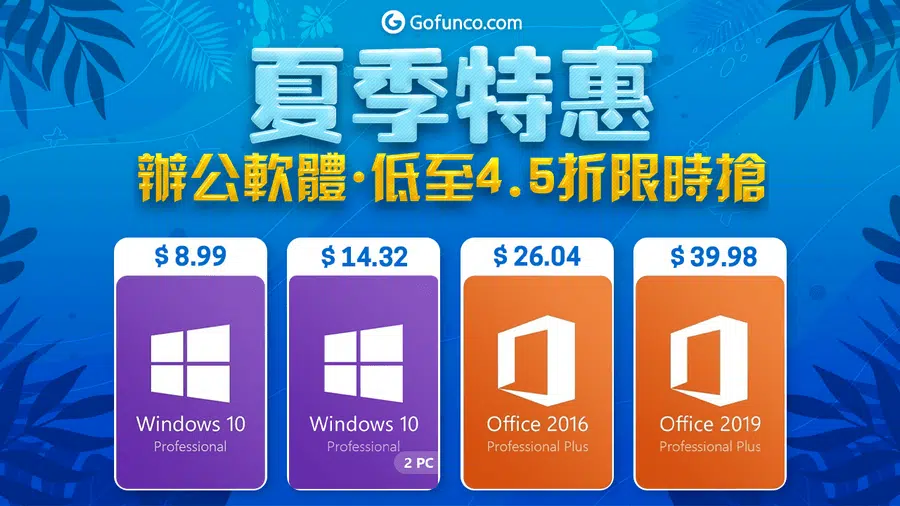 Gofunco.com
夏季特惠
辦公軟體·低至4.5折限時搶
$ 8.99
Windows 10
Professional
$ 14.32
Windows 10
Professional
2 PC
$ 26.04
Office 2016
Professional Plus
$ 39.98
Office 2019
Professional Plus